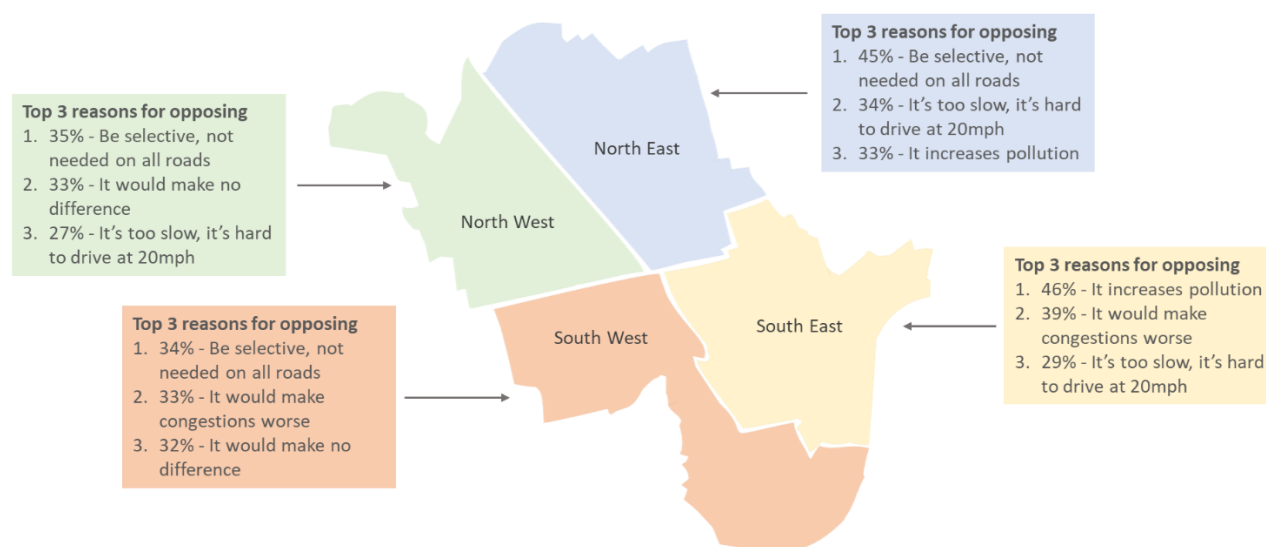 Top 3 reasons for opposing
1. 45% - Be selective, not
needed on all roads
2. 34% - It's too slow, it's hard
to drive at 20mph
3. 33% - It increases pollution
Top 3 reasons for opposing
1. 35% - Be selective, not
needed on all roads
2. 33% - It would make no
difference
3. 27% - It's too slow, it's hard
to drive at 20mph
North East
North West
Top 3 reasons for opposing
1. 46% - It increases pollution
2. 39% - It would make
congestions worse
3. 29% - It's too slow, it's hard
to drive at 20mph
Top 3 reasons for opposing
1. 34% - Be selective, not
needed on all roads
2. 33% - It would make
congestions worse
3. 32% - It would make no
difference
South West
South East